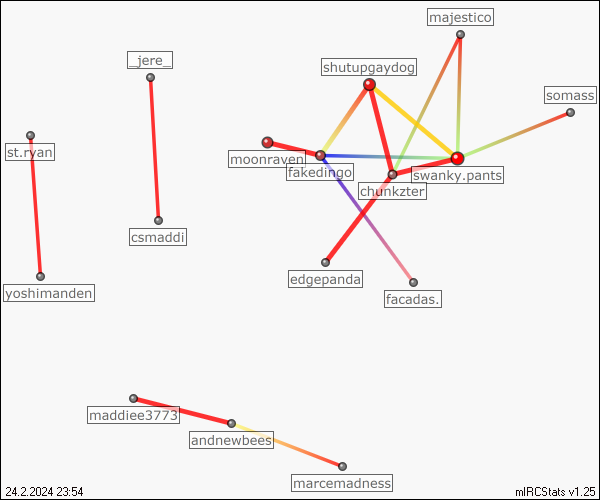 majestico
_jere_
shutupgaydog
somass
st.ryan
moonraven
fakedingo
swanky.pants
chunkzter
csmaddi
edgepanda
yoshimanden
facadas.
maddiee3773
andnewbees
marcemadness
24.2.2024 23:54
mIRCStats v1.25